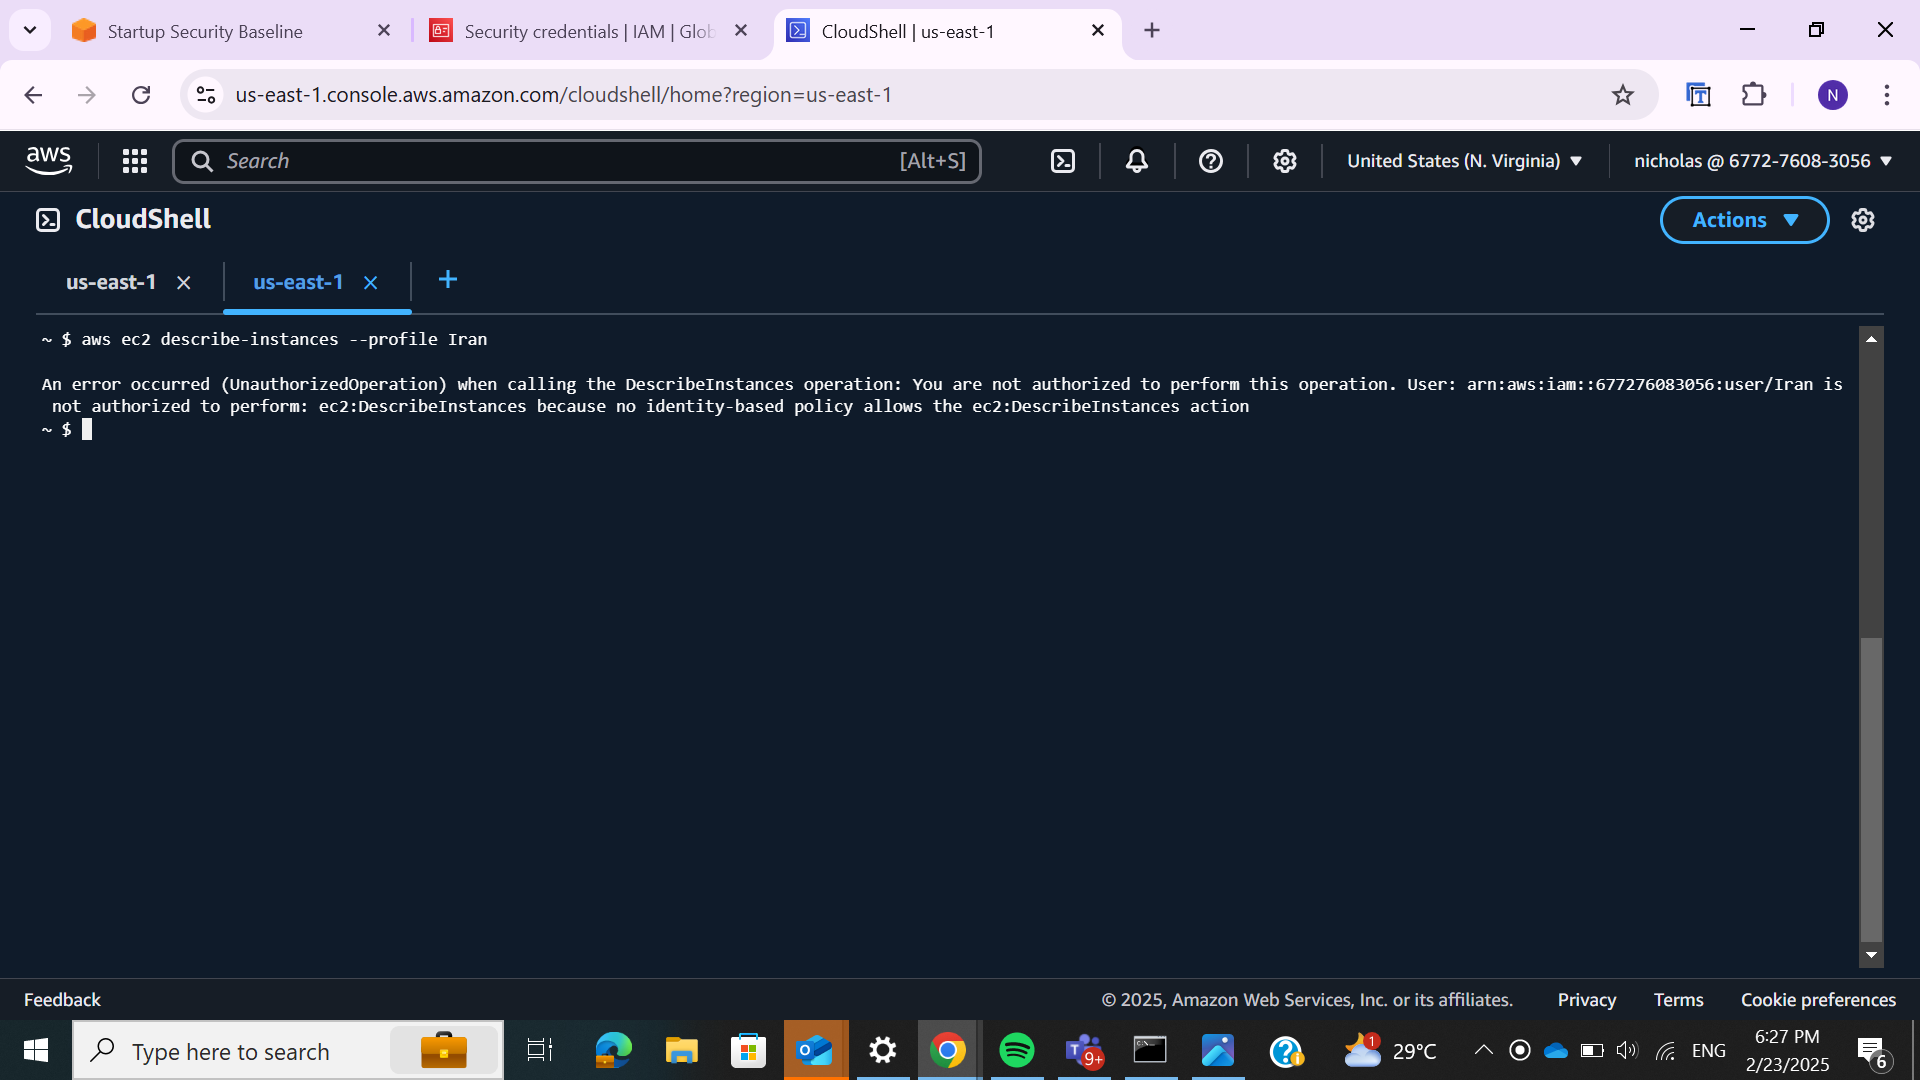 Startup Security Baseline
Security credentials | IAM | Glob
CloudShell | us-east-1
us-east-1.console.aws.amazon.com/cloudshell/home?region=us-east-1
T
N
aws
Search
[Alt+S]
United States (N. Virginia)
nicholas @ 6772-7608-3056
CloudShell
Actions
us-east-1
us-east-1
~ $ aws ec2 describe-instances --profile Iran
An error occurred (UnauthorizedOperation) when calling the DescribeInstances operation: You are not authorized to perform this operation. User: arn:aws:iam::677276083056:user/Iran is
not authorized to perform: ec2:DescribeInstances because no identity-based policy allows the ec2:DescribeInstances action
~ $
Feedback
© 2025, Amazon Web Services, Inc. or its affiliates.
Privacy
Terms
Cookie preferences
Type here to search
9+
1
29°C
ENG
6:27 PM
2/23/2025
6